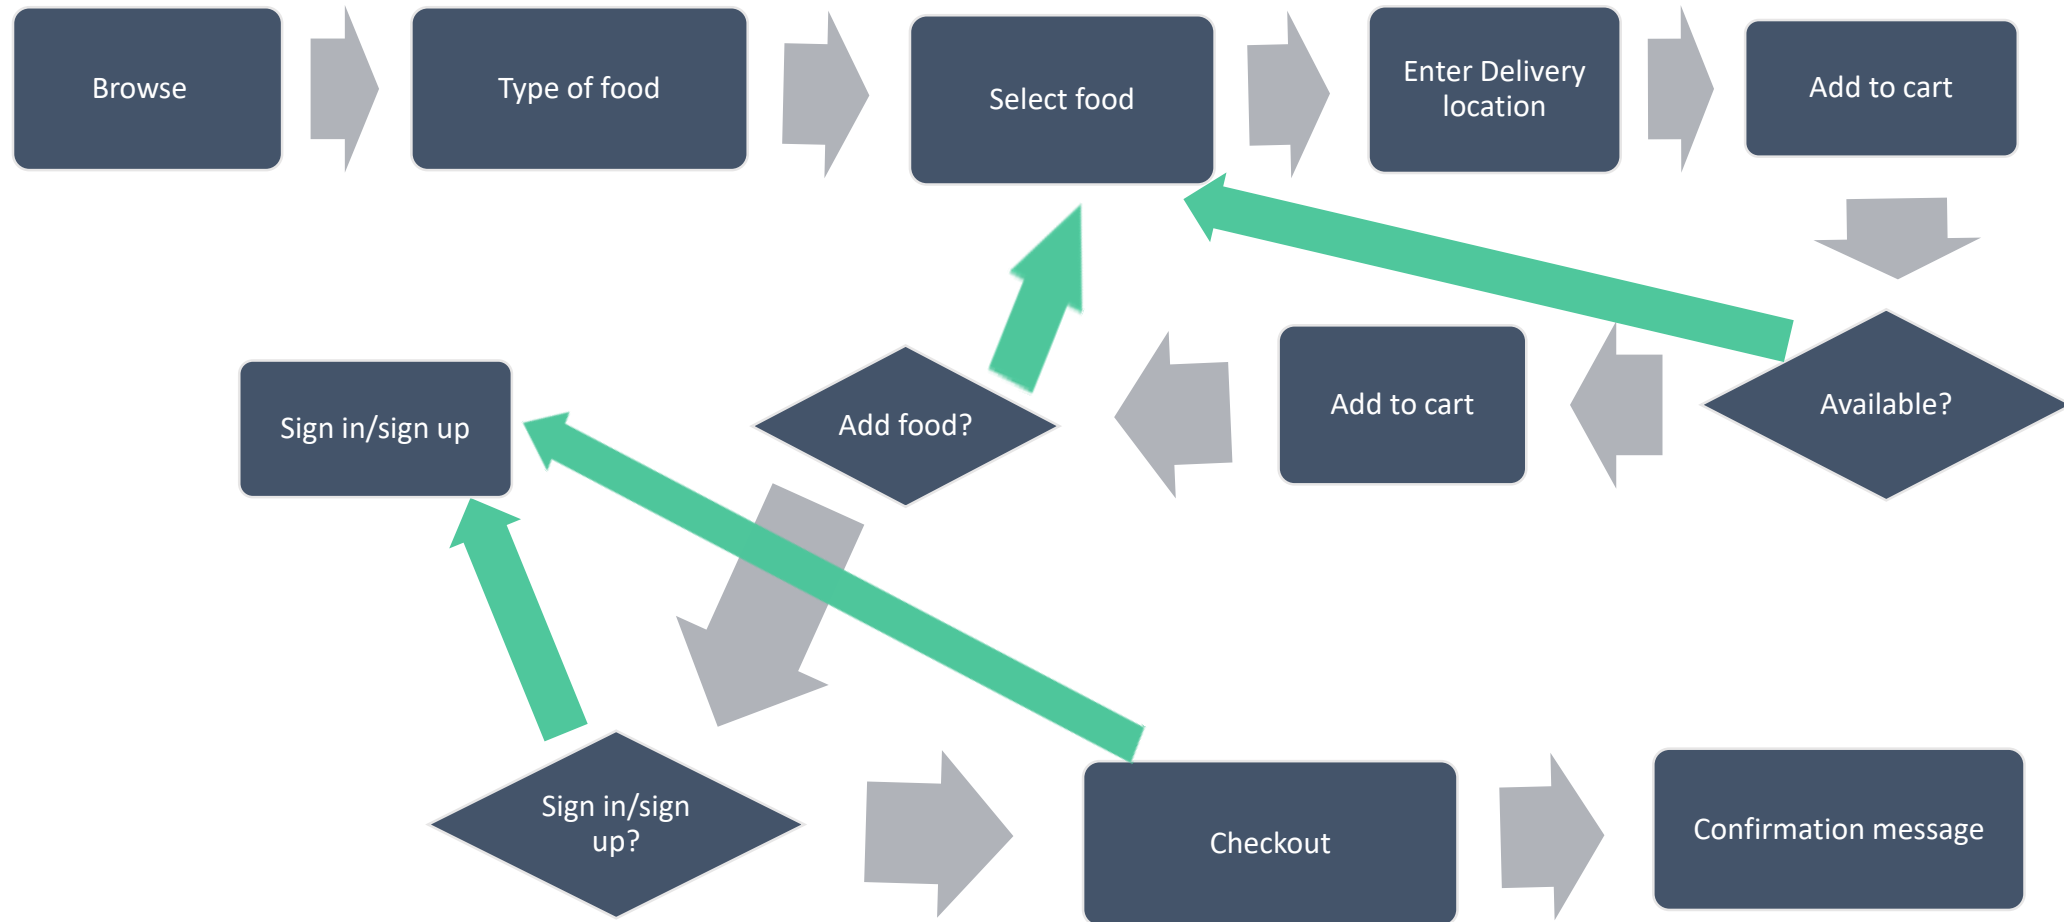 Browse
Type of food
Select food
Enter Delivery
location
Add to cart
Available?
Add to cart
Add food?
Sign in/sign up
Sign in/sign
up?
Checkout
Confirmation message